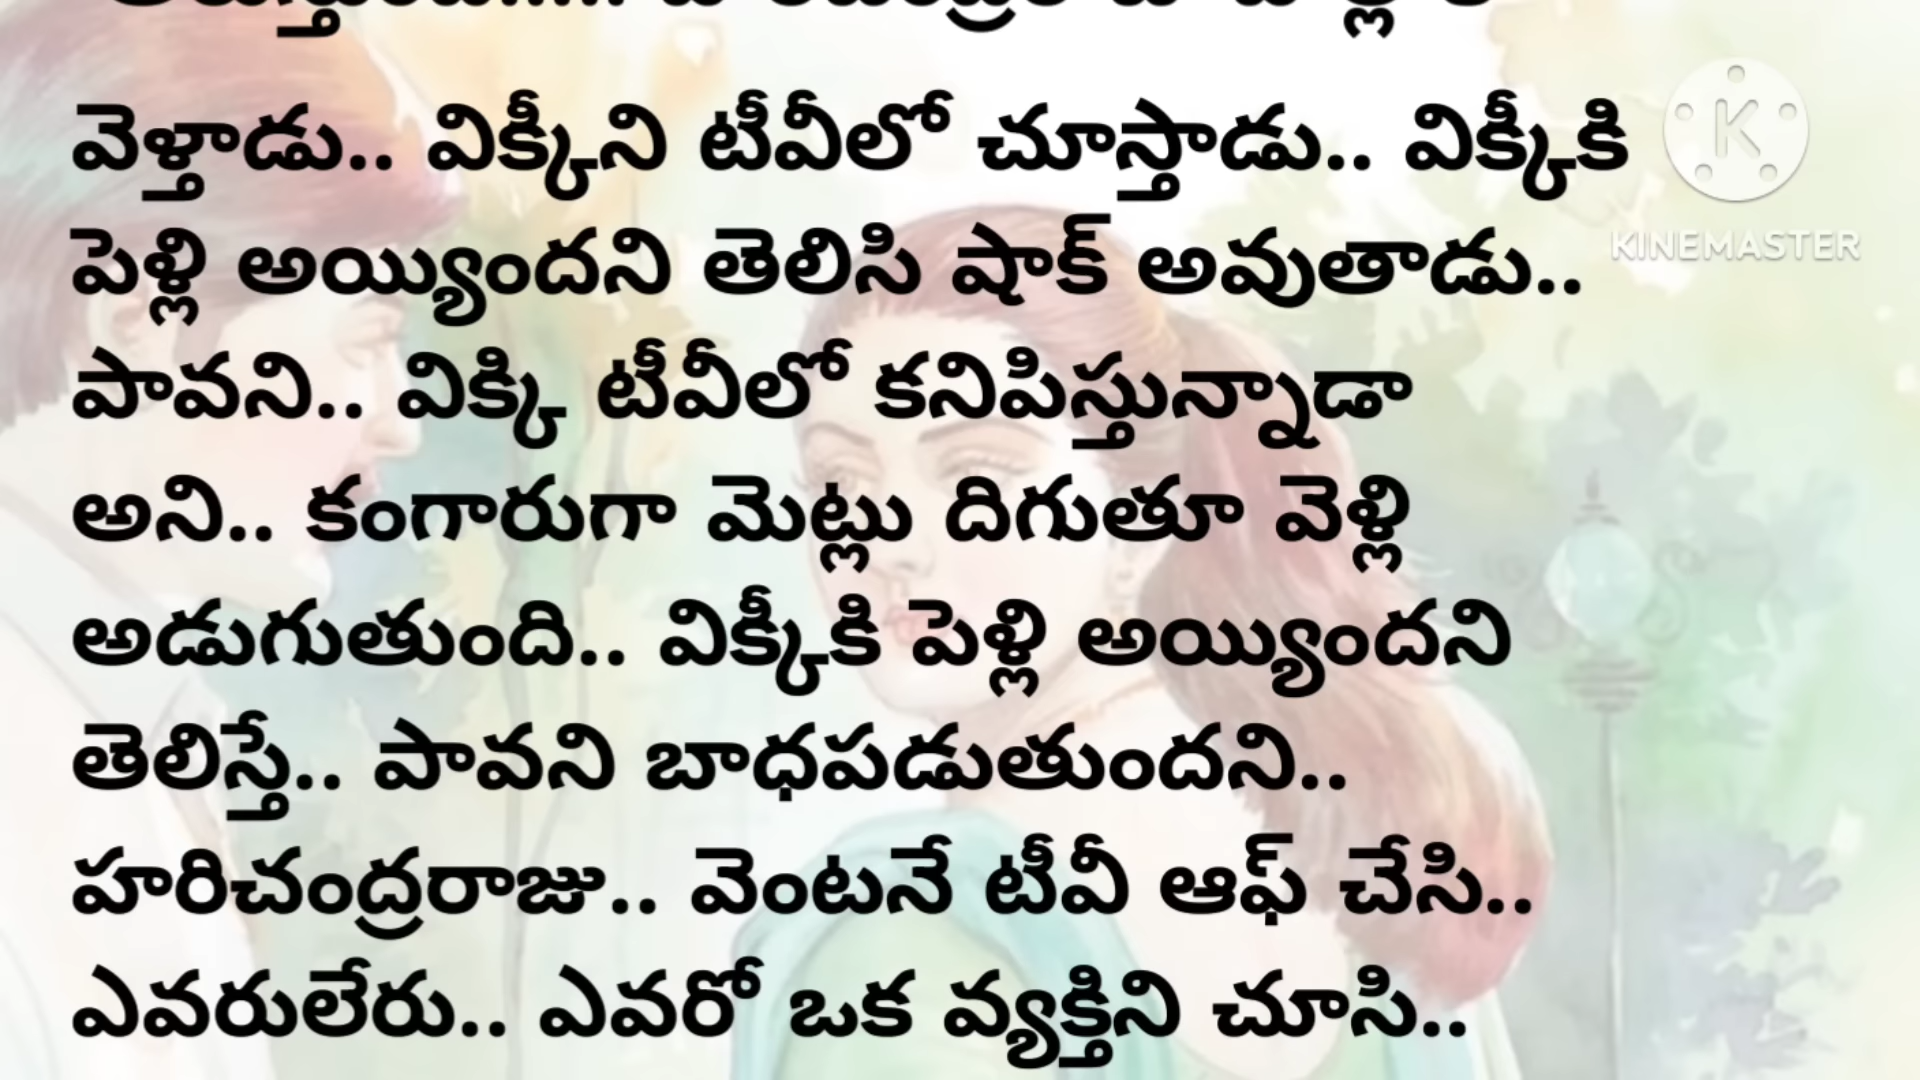 వెళ్తాడు.. విక్కీని టీవీలో చూస్తాడు.. విక్కీకి
పెళ్లి అయ్యిందని తెలిసి షాక్ అవుతాడు..
పావని.. విక్కి టీవీలో కనిపిస్తున్నాడా
అని.. కంగారుగా మెట్లు దిగుతూ వెళ్లి
అడుగుతుంది.. విక్కీకి పెళ్లి అయ్యిందని
తెలిస్తే.. పావని బాధపడుతుందని..
హరిచంద్రరాజు.. వెంటనే టీవీ ఆఫ్ చేసి..
ఎవరులేరు.. ఎవరో ఒక వ్యక్తిని చూసి..
K
KINEMASTER